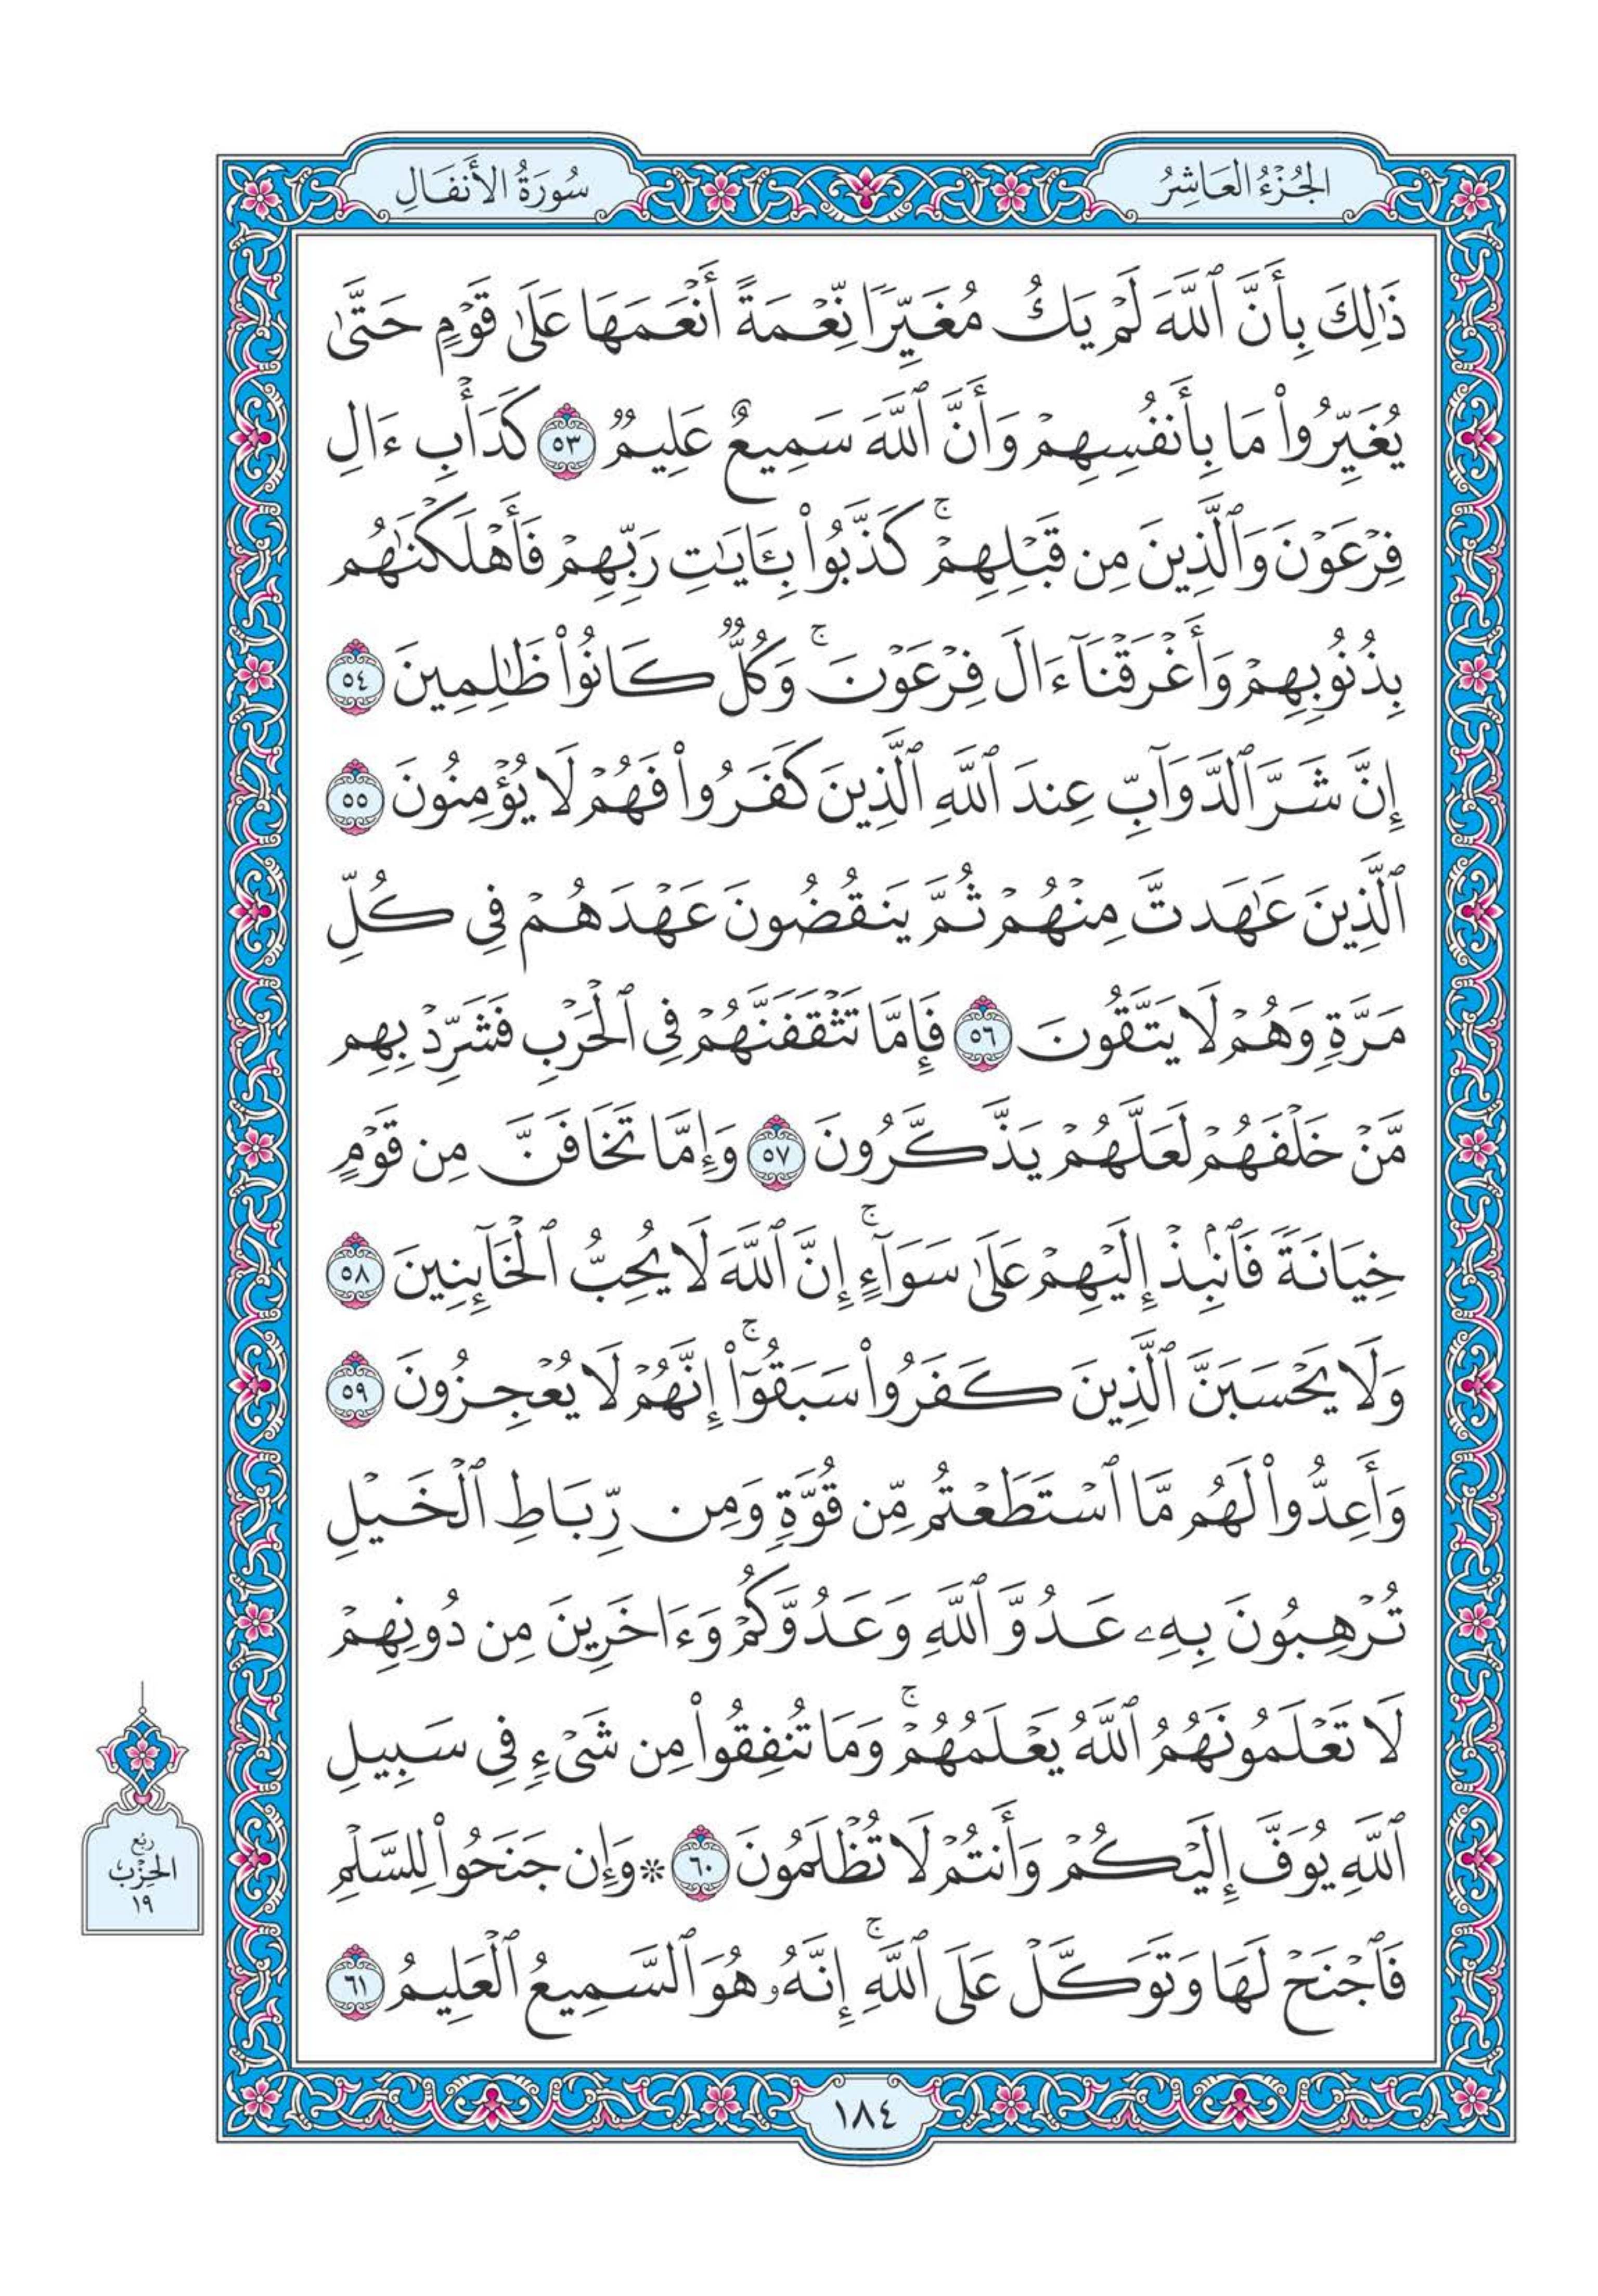 الجُزْءُ العَاشِرُ
سُورَةُ الأَنفَالِ
ذَٰلِكَ بِأَنَّ ٱللَّهَ لَمۡ يَكُ مُغَيِّرٗا نِّعۡمَةً أَنۡعَمَهَا عَلَىٰ قَوۡمٍ حَتَّىٰ
يُغَيِّرُواْ مَا بِأَنفُسِهِمۡ وَأَنَّ ٱللَّهَ سَمِيعٌ عَلِيمٞ ٥٣ كَدَأۡبِ ءَالِ
فِرۡعَوۡنَ وَٱلَّذِينَ مِن قَبۡلِهِمۡۚ كَذَّبُواْ بِـَٔايَٰتِ رَبِّهِمۡ فَأَهۡلَكۡنَٰهُم
بِذُنُوبِهِمۡ وَأَغۡرَقۡنَآ ءَالَ فِرۡعَوۡنَۚ وَكُلّٞ كَانُواْ ظَٰلِمِينَ ٥٤
إِنَّ شَرَّ ٱلدَّوَآبِّ عِندَ ٱللَّهِ ٱلَّذِينَ كَفَرُواْ فَهُمۡ لَا يُؤۡمِنُونَ ٥٥
ٱلَّذِينَ عَٰهَدتَّ مِنۡهُمۡ ثُمَّ يَنقُضُونَ عَهۡدَهُمۡ فِي كُلِّ
مَرَّةٖ وَهُمۡ لَا يَتَّقُونَ ٥٦ فَإِمَّا تَثۡقَفَنَّهُمۡ فِي ٱلۡحَرۡبِ فَشَرِّدۡ بِهِم
مَّنۡ خَلۡفَهُمۡ لَعَلَّهُمۡ يَذَّكَّرُونَ ٥٧ وَإِمَّا تَخَافَنَّ مِن قَوۡمٍ
خِيَانَةٗ فَٱنۢبِذۡ إِلَيۡهِمۡ عَلَىٰ سَوَآءٍۚ إِنَّ ٱللَّهَ لَا يُحِبُّ ٱلۡخَآئِنِينَ ٥٨
وَلَا يَحۡسَبَنَّ ٱلَّذِينَ كَفَرُواْ سَبَقُوٓاْۚ إِنَّهُمۡ لَا يُعۡجِزُونَ ٥٩
وَأَعِدُّواْ لَهُم مَّا ٱسۡتَطَعۡتُم مِّن قُوَّةٖ وَمِن رِّبَاطِ ٱلۡخَيۡلِ
تُرۡهِبُونَ بِهِۦ عَدُوَّ ٱللَّهِ وَعَدُوَّكُمۡ وَءَاخَرِينَ مِن دُونِهِمۡ
لَا تَعۡلَمُونَهُمُ ٱللَّهُ يَعۡلَمُهُمۡۚ وَمَا تُنفِقُواْ مِن شَيۡءٖ فِي سَبِيلِ
ٱللَّهِ يُوَفَّ إِلَيۡكُمۡ وَأَنتُمۡ لَا تُظۡلَمُونَ ٦٠ ۞وَإِن جَنَحُواْ لِلسَّلۡمِ
فَٱجۡنَحۡ لَهَا وَتَوَكَّلۡ عَلَى ٱللَّهِۚ إِنَّهُۥ هُوَ ٱلسَّمِيعُ ٱلۡعَلِيمُ ٦١
ربع
الحِزْب
١٩
١٨٤